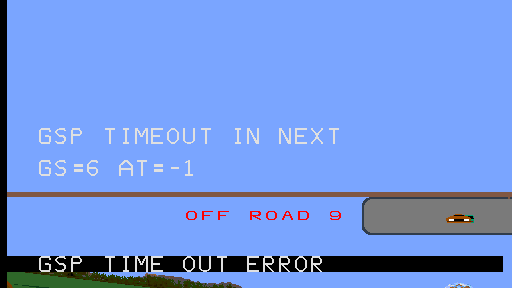 GSP TIMEOUT IN NEXT
GS=6 AT=-1
OFF ROAD 9
GSP TIME OUT ERROR